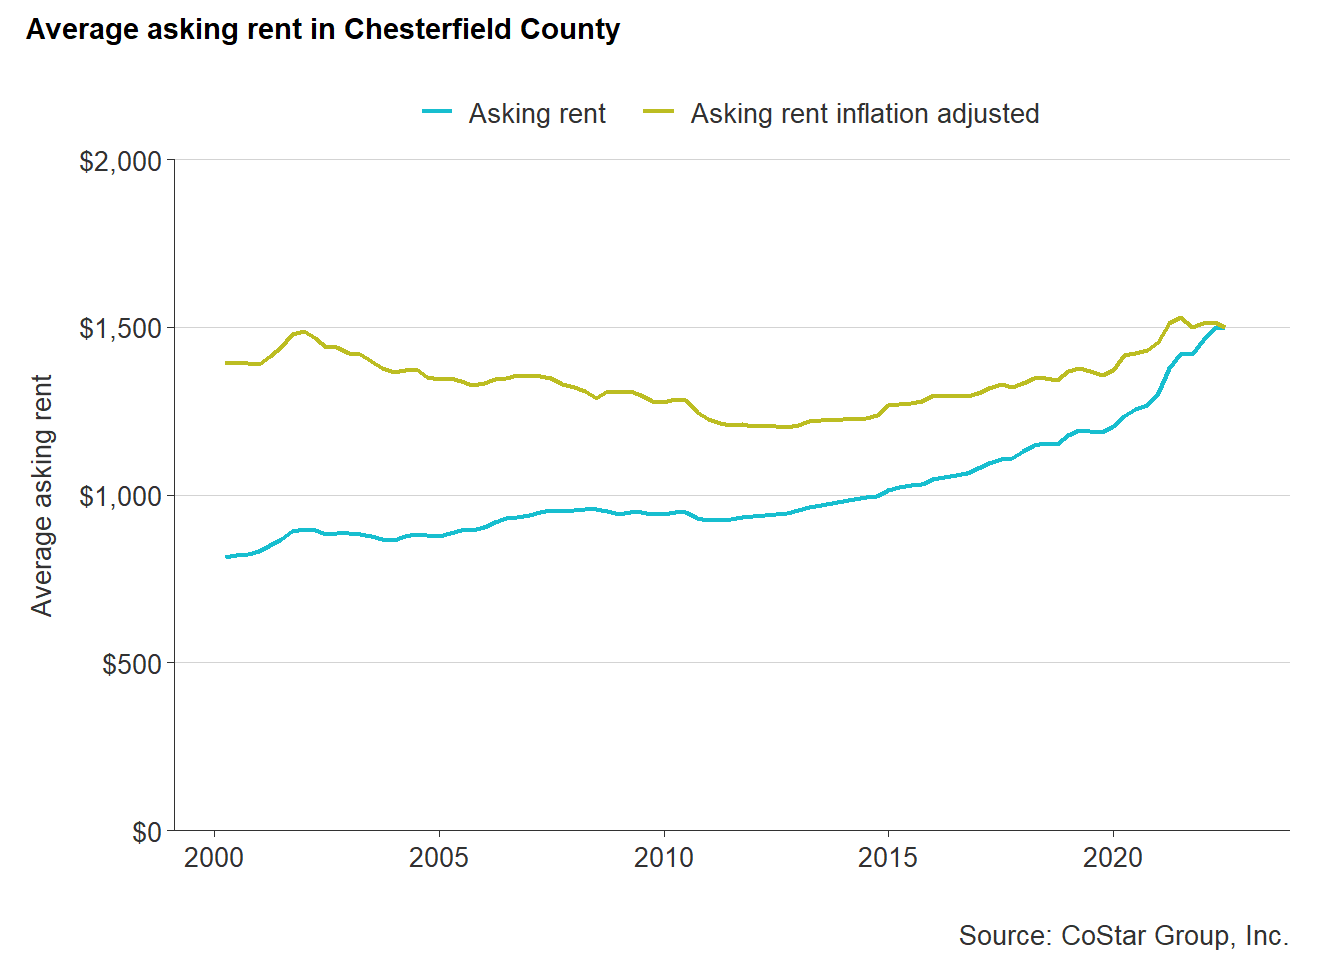 Average asking rent in Chesterfield County
Asking rent
Asking rent inflation adjusted
Average asking rent
$2,000
$1,500
$1,000
$500
$0
2000
2005
2010
2015
2020
Source: CoStar Group, Inc.